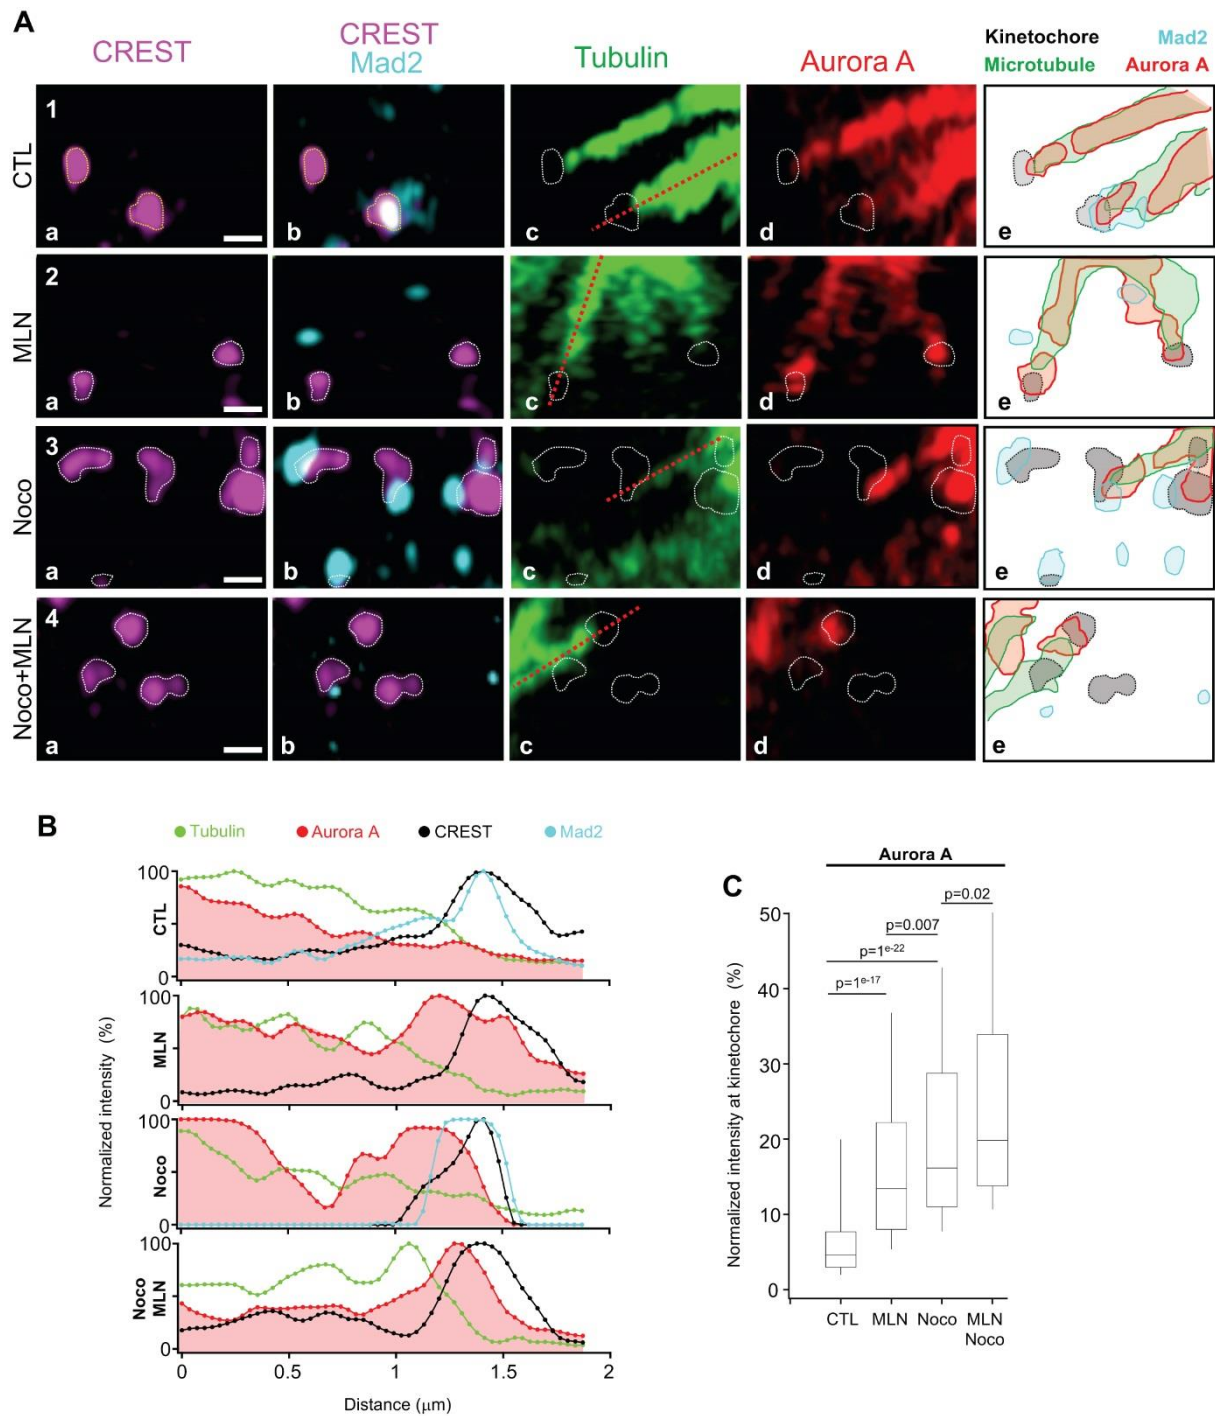 A
CREST
CREST
Mad2
Tubulin
Aurora A
Kinetochore Mad2
Microtubule Aurora A
CTL
1
a
b
c
d
e
MLN
2
a
b
c
d
e
Noco
3
a
b
c
d
e
Noco+MLN
4
a
b
c
d
e
B
Tubulin
Aurora A
CREST
Mad2
Normalized intensity (%)
100
0
CTL
100
0
MLN
100
0
Noco
100
0
Noco
MLN
0 0.5 1 1.5 2
Distance (μm)
C
Aurora A
p=0.02
p=0.007
p=1e-22
p=1e-17
Normalized intensity at kinetochore (%)
50
40
30
20
10
0
CTL MLN Noco MLN
Noco